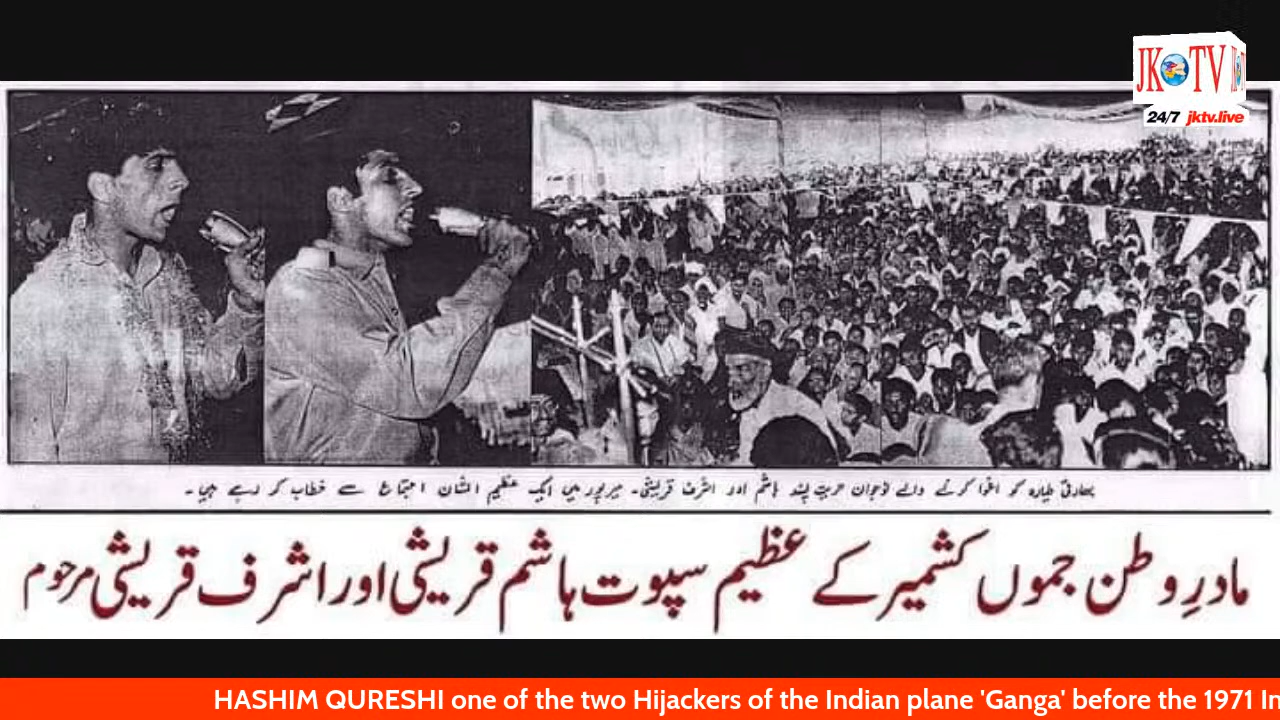 JK TV
24/7 jktv.live
بھارتی طیارہ کو اغوا کرنے والے نوجوان حریت پسند ہاشم اور اشرف قریشی۔ میرپور میں ایک عظیم الشان اجتماع سے خطاب کر رہے ہیں۔
مادرِ وطن جموں کشمیر کے عظیم سپوت ہاشم قریشی اور اشرف قریشی مرحوم
HASHIM QURESHI one of the two Hijackers of the Indian plane 'Ganga' before the 1971 In